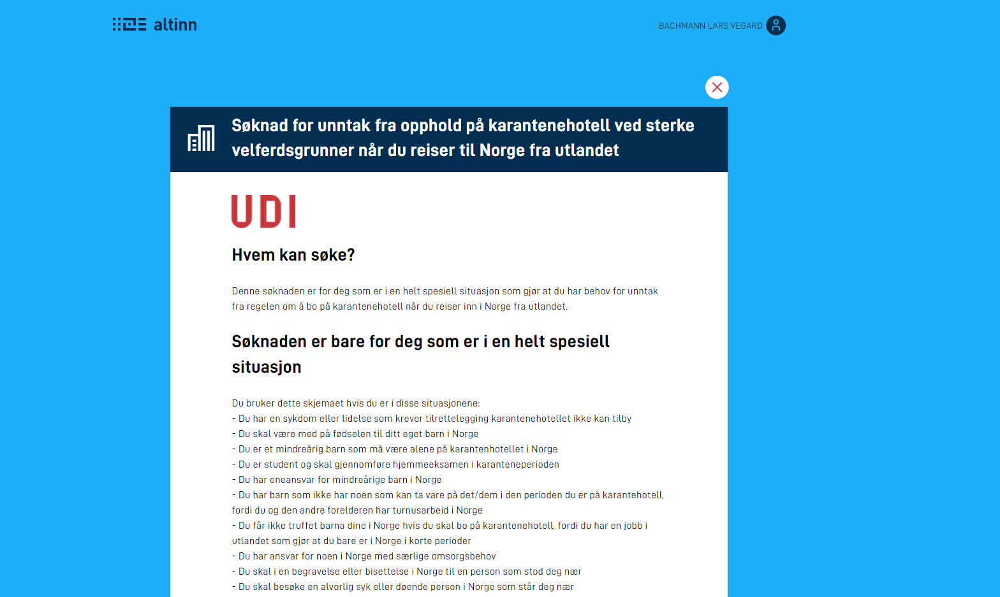 altinn
BACHMANN LARS VEGARD
Søknad for unntak fra opphold på karantenehotell ved sterke
velferdsgrunner når du reiser til Norge fra utlandet
UDI
Hvem kan søke?
Denne søknaden er for deg som er i en helt spesiell situasjon som gjør at du har behov for unntak
fra regelen om å bo på karantenehotell når du reiser inn i Norge fra utlandet.
Søknaden er bare for deg som er i en helt spesiell
situasjon
Du bruker dette skjemaet hvis du er i disse situasjonene:
- Du har en sykdom eller lidelse som krever tilrettelegging karantenehotellet ikke kan tilby
- Du skal være med på fødselen til ditt eget barn i Norge
- Du er et mindreårig barn som må være alene på karantenhotellet i Norge
- Du er student og skal gjennomføre hjemmeeksamen i karanteneperioden
- Du har eneansvar for mindreårige barn i Norge
- Du har barn som ikke har noen som kan ta vare på det/dem i den perioden du er på karantehotell,
fordi du og den andre forelderen har turnusarbeid i Norge
- Du får ikke truffet barna dine i Norge hvis du skal bo på karantenehotell, fordi du har en jobb i
utlandet som gjør at du bare er i Norge i korte perioder
- Du har ansvar for noen i Norge med særlige omsorgsbehov
- Du skal i en begravelse eller bisettelse i Norge til en person som stod deg nær
- Du skal besøke en alvorlig syk eller døende person i Norge som står deg nær